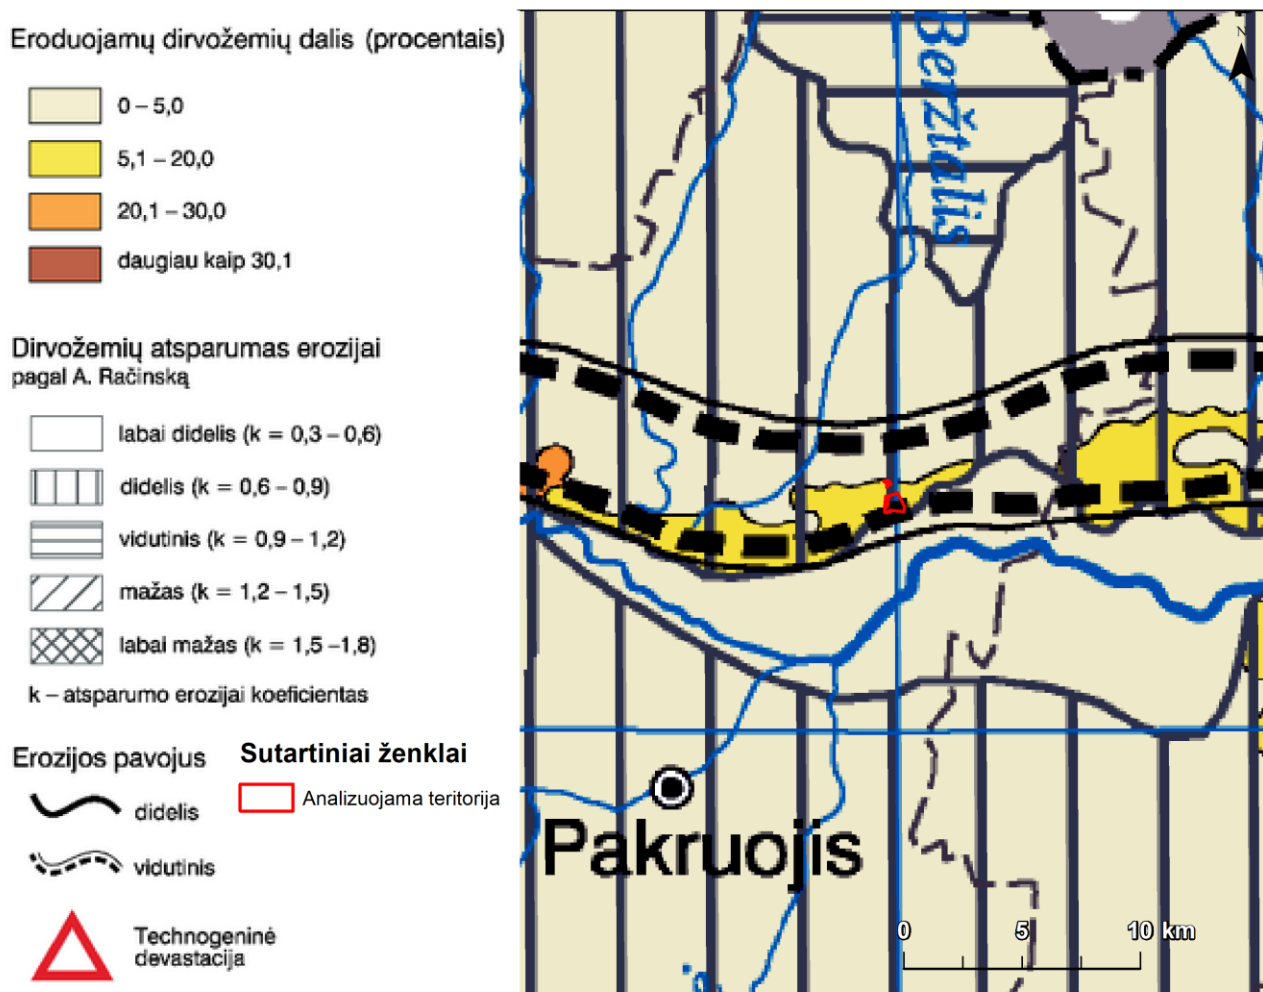 Eroduojamų dirvožemių dalis (procentais)
0 – 5,0
5,1 – 20,0
20,1 – 30,0
daugiau kaip 30,1
Dirvožemių atsparumas erozijai
pagal A. Račinską
labai didelis (k = 0,3 – 0,6)
didelis (k = 0,6 – 0,9)
vidutinis (k = 0,9 – 1,2)
mažas (k = 1,2 – 1,5)
labai mažas (k = 1,5 –1,8)
k – atsparumo erozijai koeficientas
Erozijos pavojus
didelis
vidutinis
Technogeninė
devastacija
Sutartiniai ženklai
Analizuojama teritorija
Beržtalis
N
Pakruojis
0 5 10 km